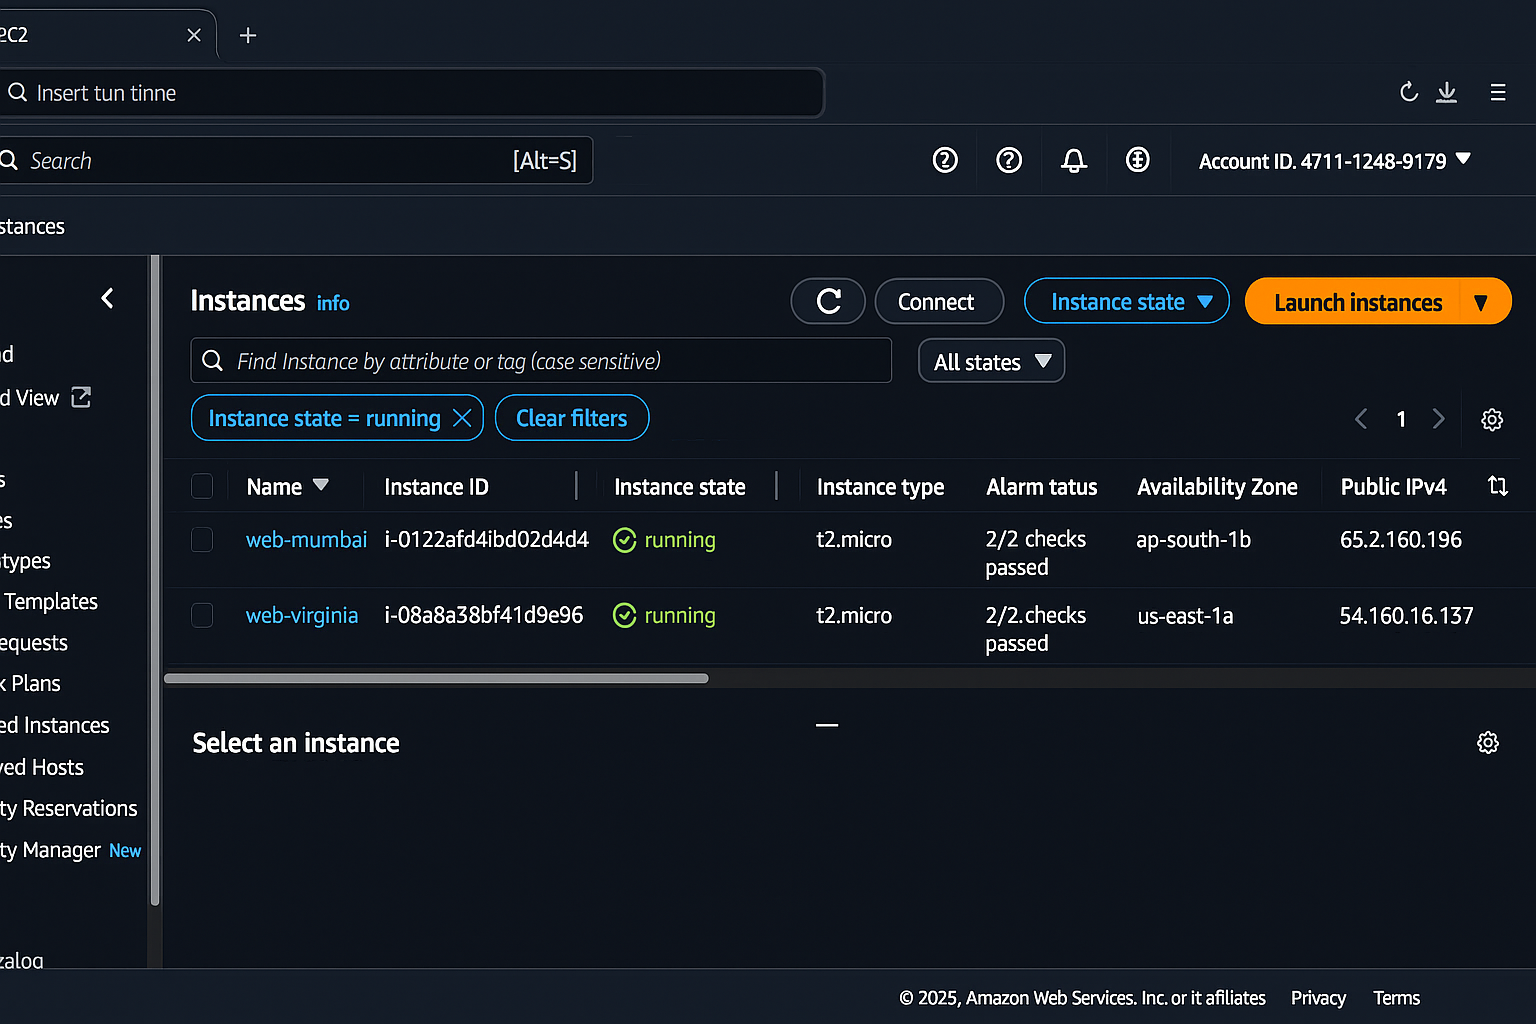 EC2
Insert tun tinne
Search [Alt=S]
Account ID. 4711-1248-9179
stances
Instances info
Connect
Instance state
Launch instances
Find Instance by attribute or tag (case sensitive)
All states
Instance state = running
Clear filters
1
Name Instance ID Instance state Instance type Alarm tatus Availability Zone Public IPv4
web-mumbai i-0122afd4ibd02d4d4 running t2.micro 2/2 checks passed ap-south-1b 65.2.160.196
web-virginia i-08a8a38bf41d9e96 running t2.micro 2/2.checks passed us-east-1a 54.160.16.137
Select an instance
d
d View
s
es
types
Templates
equests
k Plans
ed Instances
ved Hosts
ty Reservations
ty Manager New
zalog
© 2025, Amazon Web Services. Inc. or it afiliates Privacy Terms